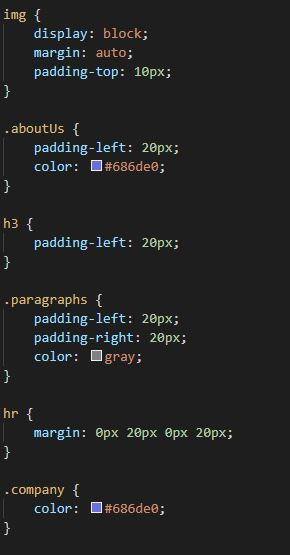 img {
    display: block;
    margin: auto;
    padding-top: 10px;
}

.aboutUs {
    padding-left: 20px;
    color: #686de0;
}

h3 {
    padding-left: 20px;
}

.paragraphs {
    padding-left: 20px;
    padding-right: 20px;
    color: gray;
}

hr {
    margin: 0px 20px 0px 20px;
}

.company {
    color: #686de0;
}